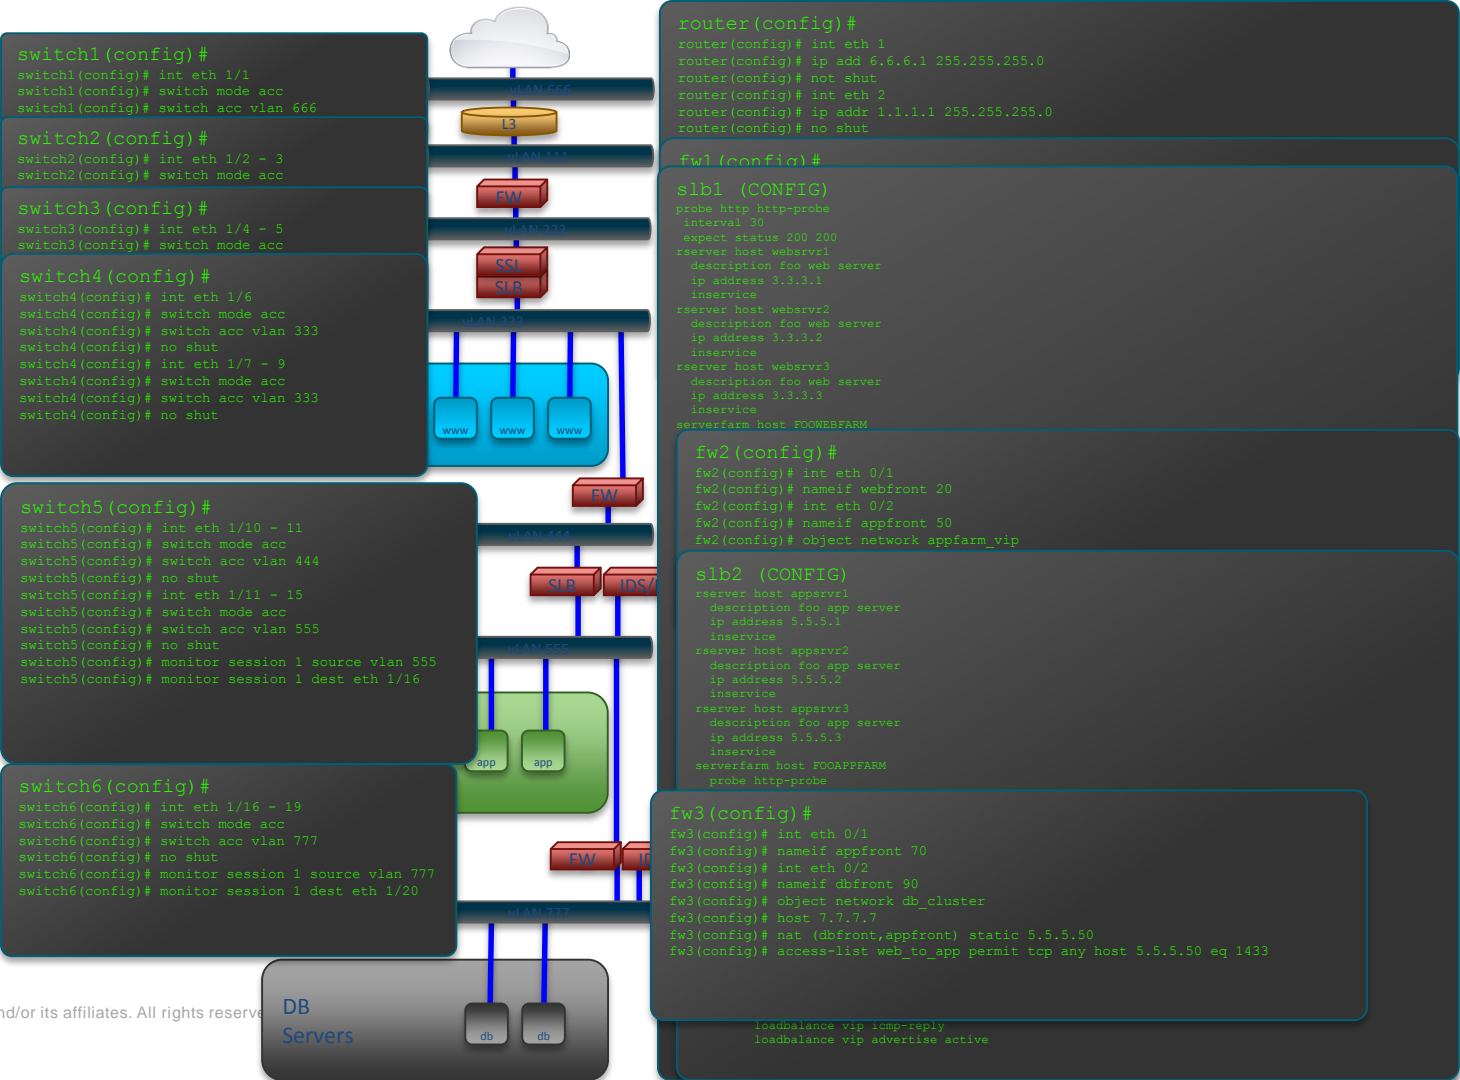 switch1(config)#
switch1(config)# int eth 1/1
switch1(config)# switch mode acc
switch1(config)# switch acc vlan 666
switch2(config)#
switch2(config)# int eth 1/2 - 3
switch2(config)# switch mode acc
switch3(config)#
switch3(config)# int eth 1/4 - 5
switch3(config)# switch mode acc
switch4(config)#
switch4(config)# int eth 1/6
switch4(config)# switch mode acc
switch4(config)# switch acc vlan 333
switch4(config)# no shut
switch4(config)# int eth 1/7 - 9
switch4(config)# switch mode acc
switch4(config)# switch acc vlan 333
switch4(config)# no shut
switch5(config)#
switch5(config)# int eth 1/10 - 11
switch5(config)# switch mode acc
switch5(config)# switch acc vlan 444
switch5(config)# no shut
switch5(config)# int eth 1/11 - 15
switch5(config)# switch mode acc
switch5(config)# switch acc vlan 555
switch5(config)# no shut
switch5(config)# monitor session 1 source vlan 555
switch5(config)# monitor session 1 dest eth 1/16
switch6(config)#
switch6(config)# int eth 1/16 - 19
switch6(config)# switch mode acc
switch6(config)# switch acc vlan 777
switch6(config)# no shut
switch6(config)# monitor session 1 source vlan 777
switch6(config)# monitor session 1 dest eth 1/20
nd/or its affiliates. All rights reserve
vLAN 666
L3
vLAN 111
FW
vLAN 222
SSL
SLB
vLAN 333
www
www
www
FW
vLAN 444
SLB
IDS/
vLAN 555
app
app
FW
ID
vLAN 777
DB
Servers
db
db
router(config)#
router(config)# int eth 1
router(config)# ip add 6.6.6.1 255.255.255.0
router(config)# not shut
router(config)# int eth 2
router(config)# ip addr 1.1.1.1 255.255.255.0
router(config)# no shut
fw1(config)#
slb1 (CONFIG)
probe http http-probe
interval 30
expect status 200 200
rserver host websrvr1
description foo web server
ip address 3.3.3.1
inservice
rserver host websrvr2
description foo web server
ip address 3.3.3.2
inservice
rserver host websrvr3
description foo web server
ip address 3.3.3.3
inservice
serverfarm host FOOWEBFARM
fw2(config)#
fw2(config)# int eth 0/1
fw2(config)# nameif webfront 20
fw2(config)# int eth 0/2
fw2(config)# nameif appfront 50
fw2(config)# object network appfarm_vip
slb2 (CONFIG)
rserver host appsrvr1
description foo app server
ip address 5.5.5.1
inservice
rserver host appsrvr2
description foo app server
ip address 5.5.5.2
inservice
rserver host appsrvr3
description foo app server
ip address 5.5.5.3
inservice
serverfarm host FOOAPPFARM
probe http-probe
fw3(config)#
fw3(config)# int eth 0/1
fw3(config)# nameif appfront 70
fw3(config)# int eth 0/2
fw3(config)# nameif dbfront 90
fw3(config)# object network db_cluster
fw3(config)# host 7.7.7.7
fw3(config)# nat (dbfront,appfront) static 5.5.5.50
fw3(config)# access-list web_to_app permit tcp any host 5.5.5.50 eq 1433
loadbalance vip icmp-reply
loadbalance vip advertise active